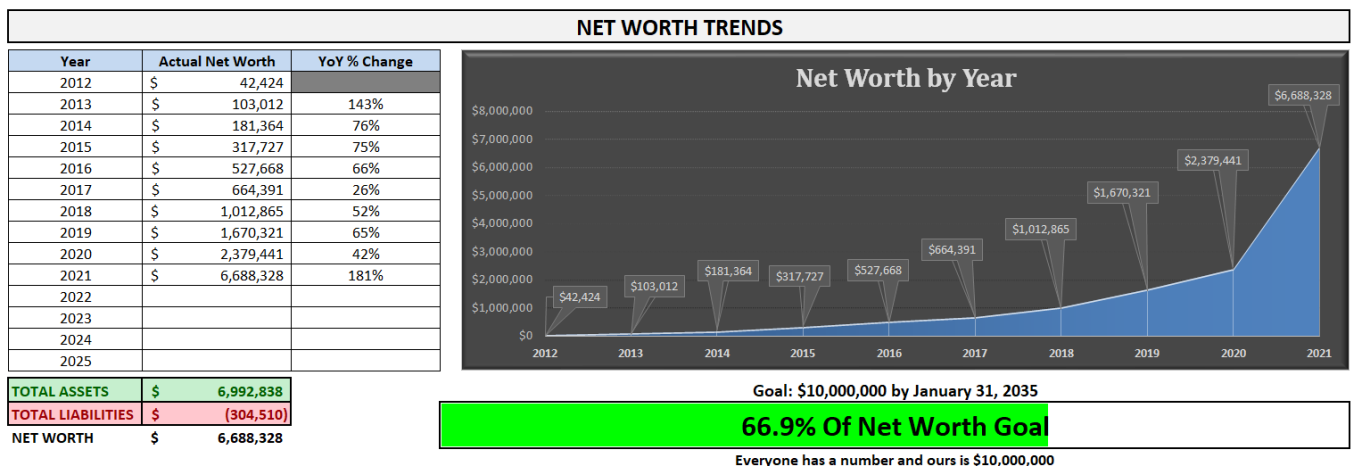 NET WORTH TRENDS
Year Actual Net Worth YoY % Change
2012 $ 42,424
2013 $ 103,012 143%
2014 $ 181,364 76%
2015 $ 317,727 75%
2016 $ 527,668 66%
2017 $ 664,391 26%
2018 $ 1,012,865 52%
2019 $ 1,670,321 65%
2020 $ 2,379,441 42%
2021 $ 6,688,328 181%
2022
2023
2024
2025
TOTAL ASSETS $ 6,992,838
TOTAL LIABILITIES $ (304,510)
NET WORTH $ 6,688,328
Net Worth by Year
$8,000,000
$7,000,000
$6,000,000
$5,000,000
$4,000,000
$3,000,000
$2,000,000
$1,000,000
$0
$42,424
$103,012
$181,364
$317,727
$527,668
$664,391
$1,012,865
$1,670,321
$2,379,441
$6,688,328
2012 2013 2014 2015 2016 2017 2018 2019 2020 2021
Goal: $10,000,000 by January 31, 2035
66.9% Of Net Worth Goal
Everyone has a number and ours is $10,000,000